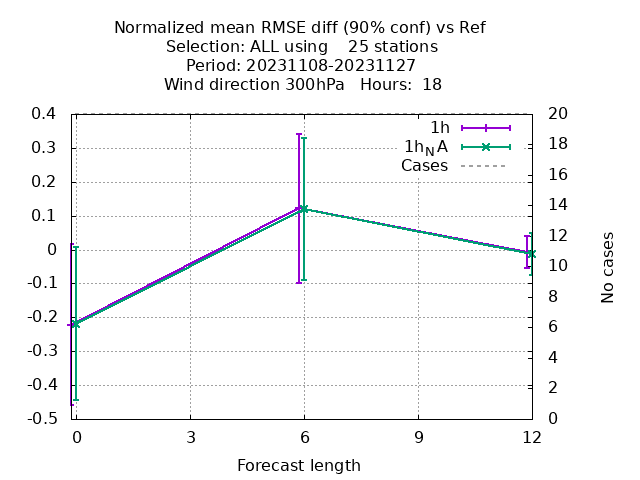 Normalized mean RMSE diff (90% conf) vs Ref
Selection: ALL using    25 stations
Period: 20231108-20231127
Wind direction 300hPa   Hours:  18
0.4
0.3
0.2
0.1
0
-0.1
-0.2
-0.3
-0.4
-0.5
1h
1h_NA
Cases
20
18
16
14
12
10
8
6
4
2
0
No cases
0 3 6 9 12
Forecast length